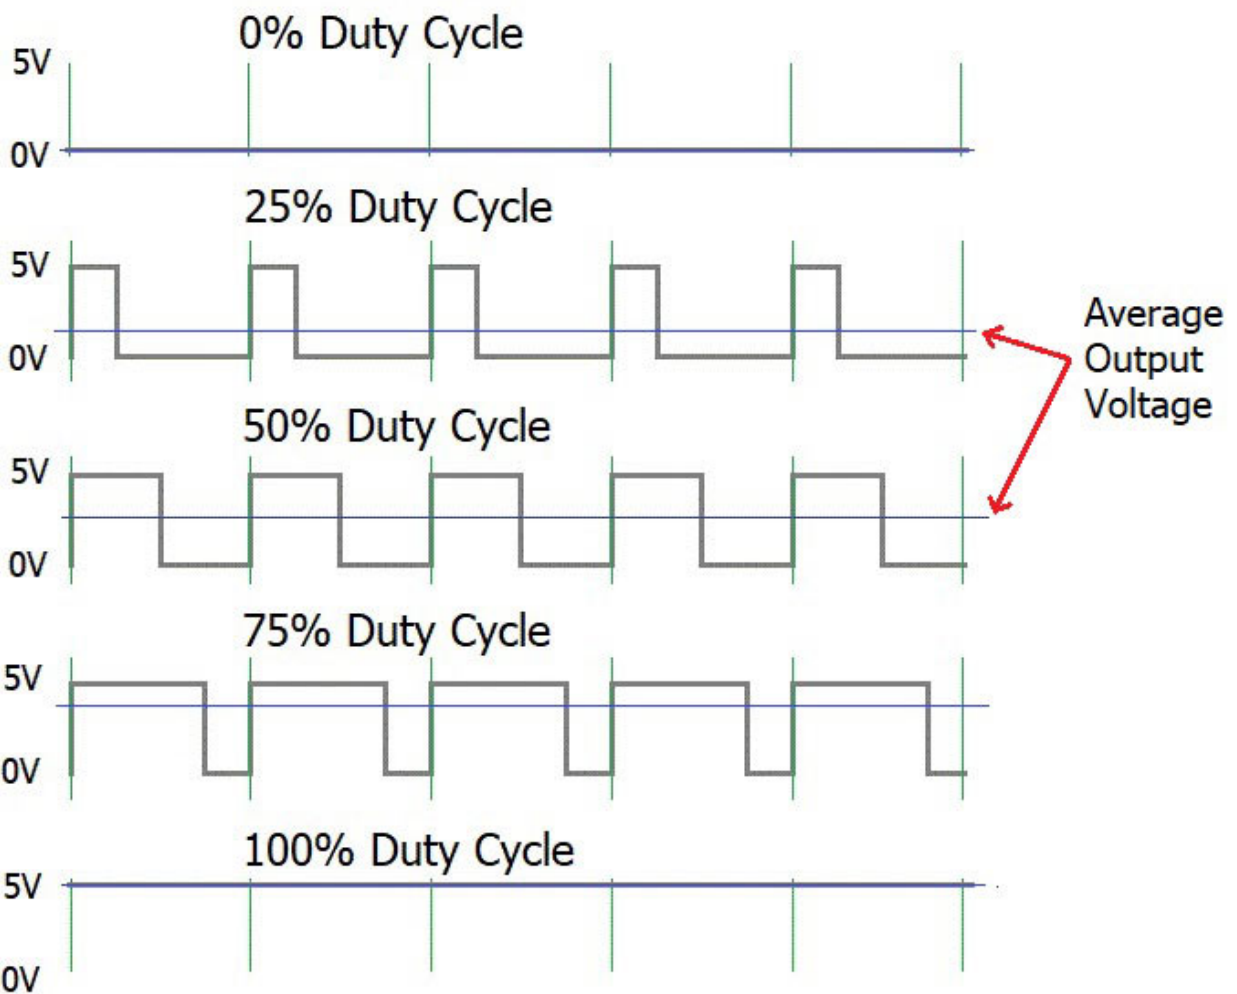 0% Duty Cycle
5V
0V
25% Duty Cycle
5V
0V
Average
Output
Voltage
50% Duty Cycle
5V
0V
75% Duty Cycle
5V
0V
100% Duty Cycle
5V
0V